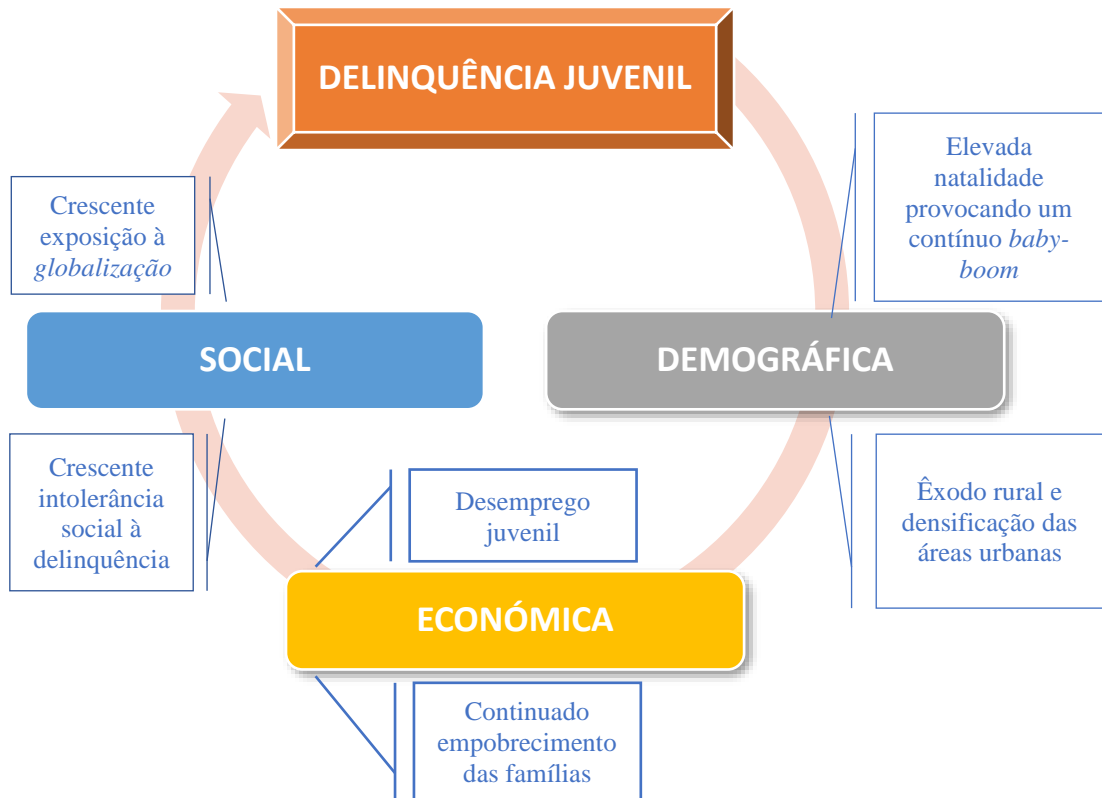 DELINQUÊNCIA JUVENIL
Elevada
natalidade
provocando um
contínuo baby-
boom
Crescente
exposição à
globalização
SOCIAL
DEMOGRÁFICA
Crescente
intolerância
social à
delinquência
Desemprego
juvenil
Êxodo rural e
densificação das
áreas urbanas
ECONÓMICA
Continuado
empobrecimento
das famílias